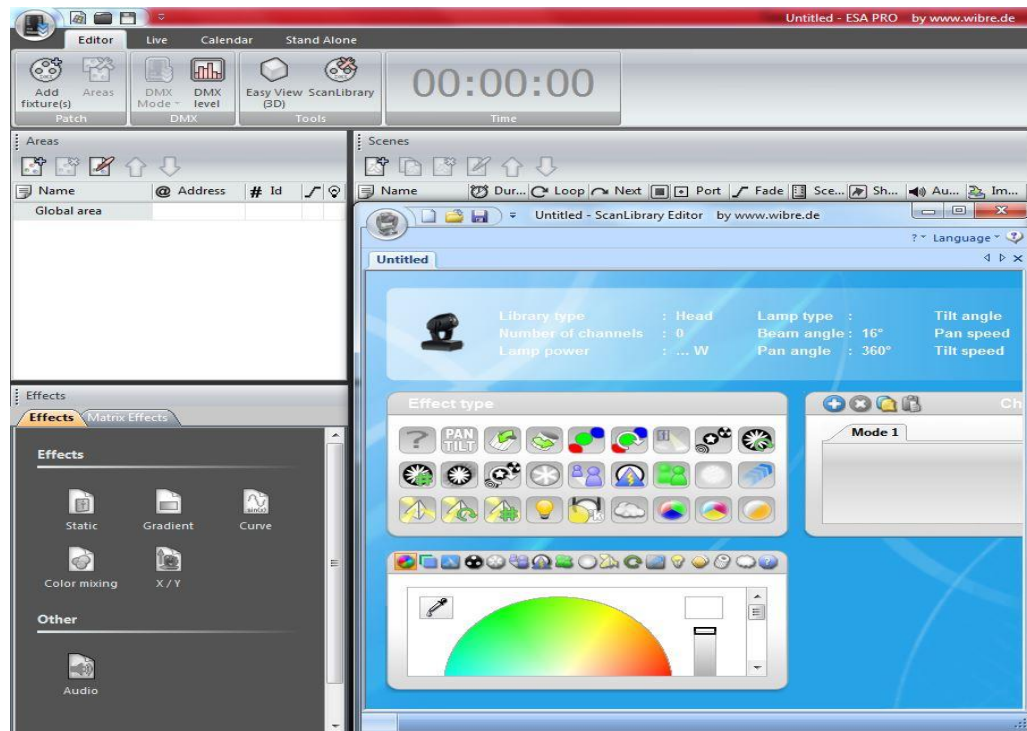 Untitled - ESA PRO by www.wibre.de
Editor Live Calendar Stand Alone
Add fixture(s)
Areas
DMX Mode
DMX level
Easy View (3D)
ScanLibrary
00:00:00
Patch DMX Tools Time
Areas
Name @ Address # Id
Global area
Scenes
Name Dur... Loop Next Port Fade Sce... Sh... Au... Im...
Untitled - ScanLibrary Editor by www.wibre.de
? Language
Untitled
Library type : Head Lamp type : Tilt angle
Number of channels : 0 Beam angle : 16° Pan speed
Lamp power : ... W Pan angle : 360° Tilt speed
Effect type
PAN TILT
Ch
Mode 1
Effects
Effects Matrix Effects
Effects
Static Gradient Curve
sin(x)
Color mixing X / Y
Other
Audio